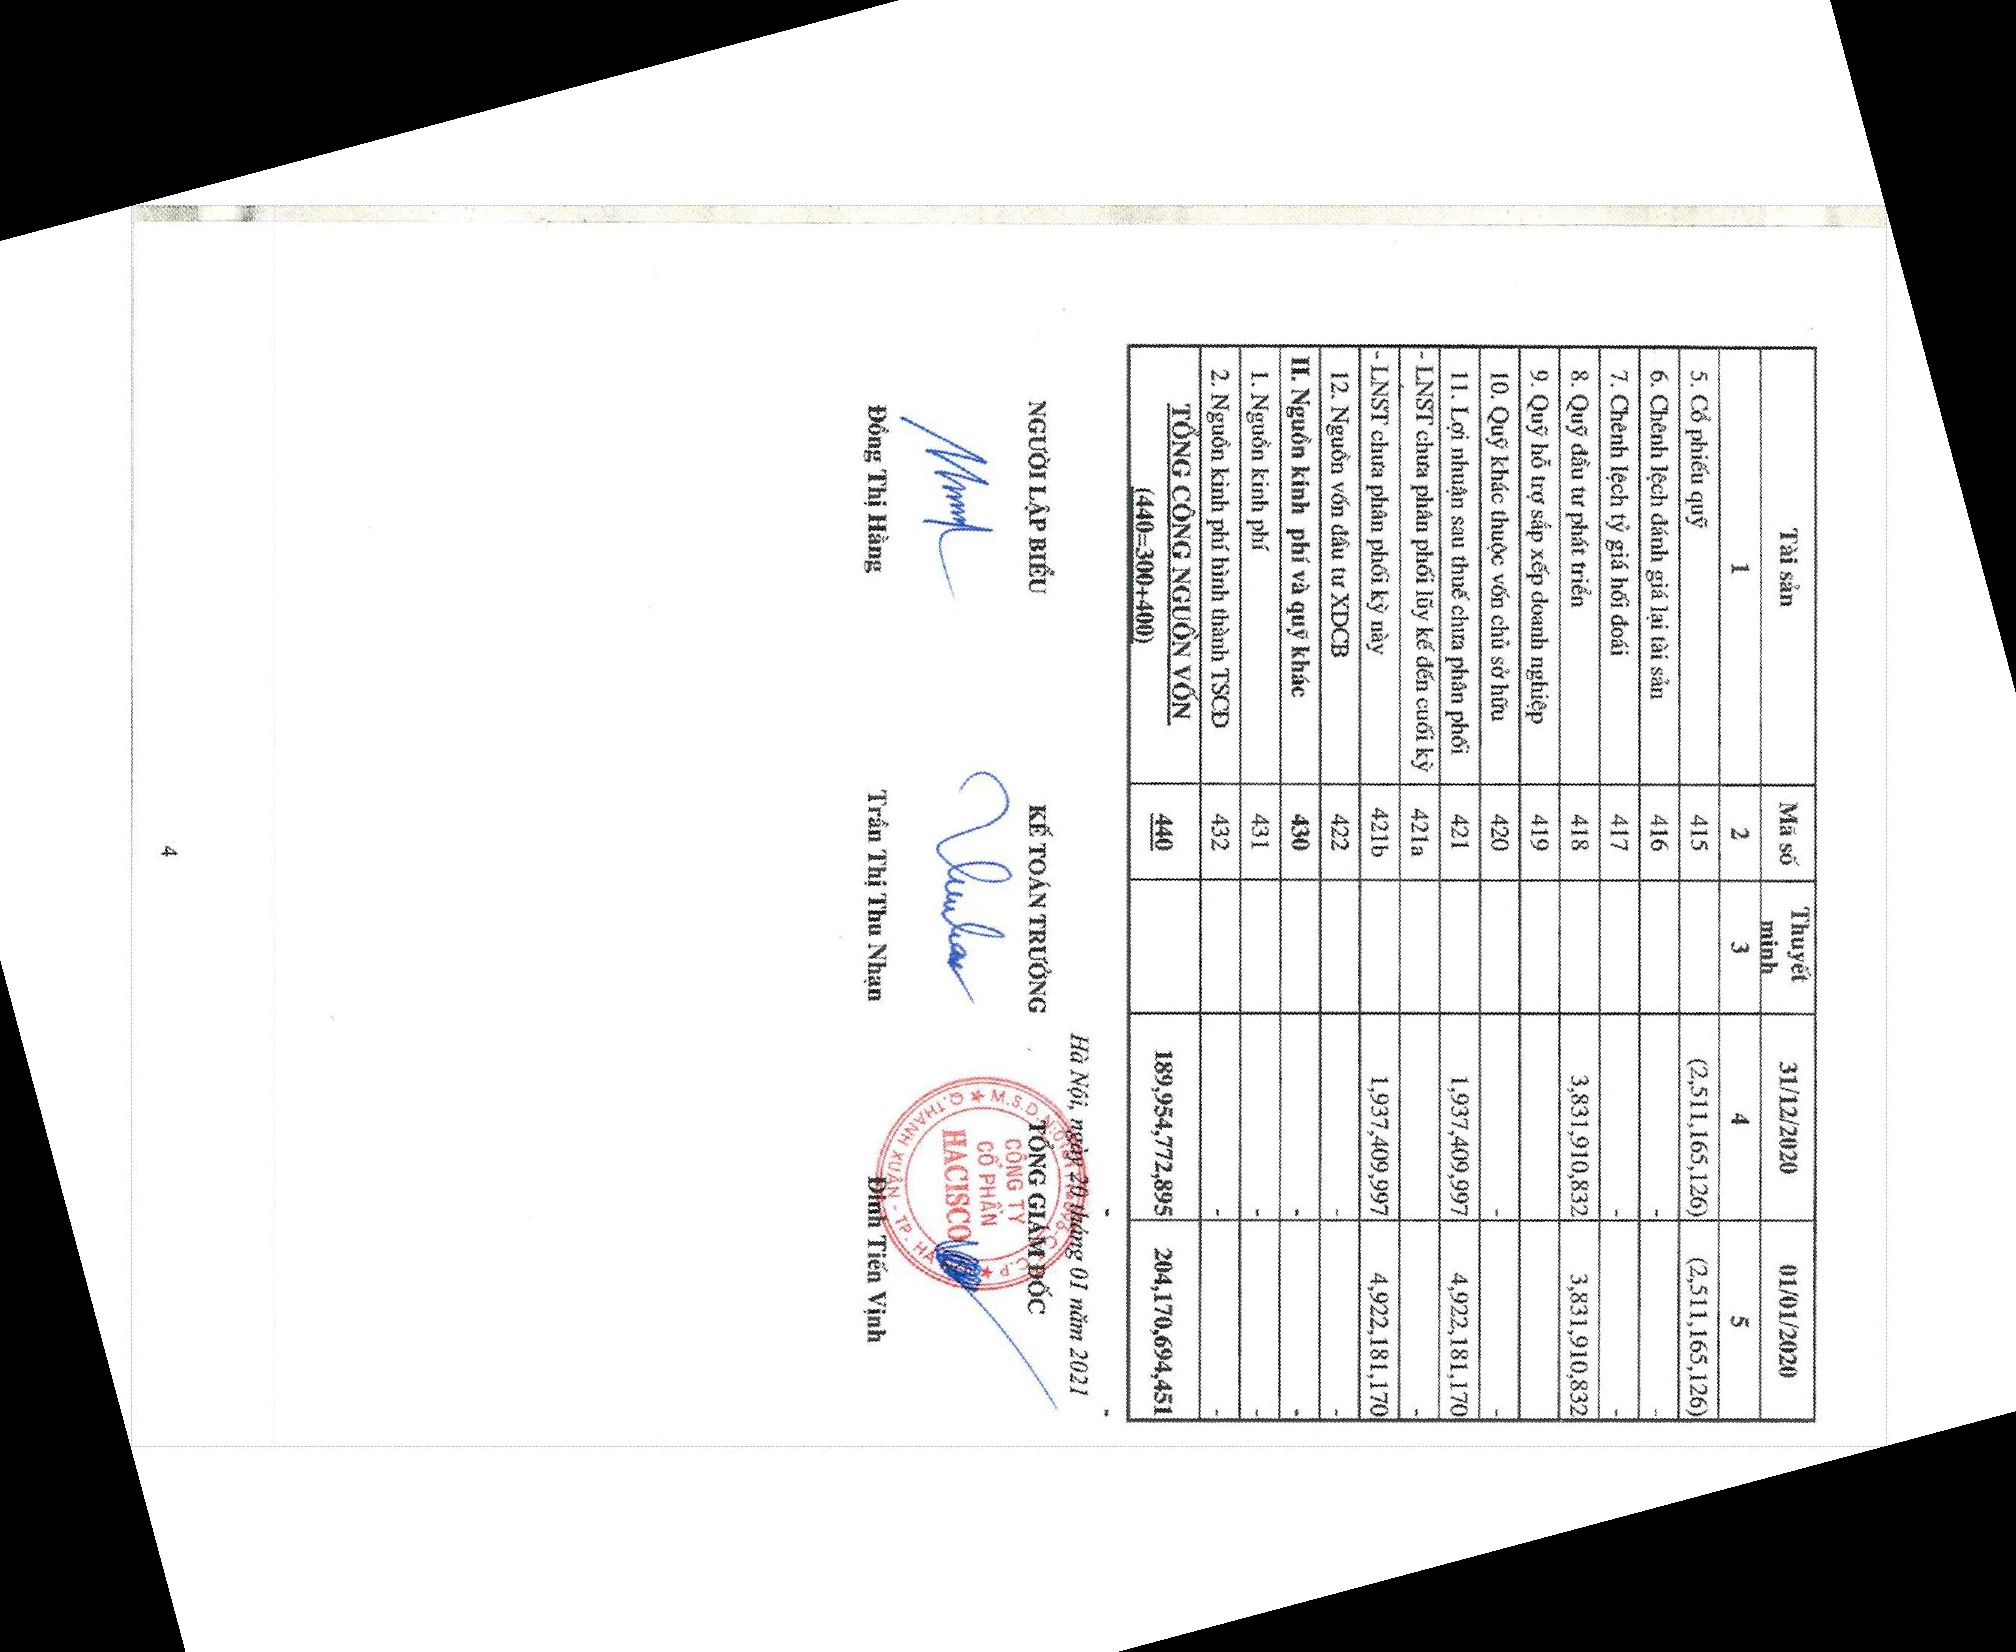 Tài sản Mã số Thuyết minh 31/12/2020 01/01/2020
1 2 3 4 5
5. Cổ phiếu quỹ 415 (2,511,165,126) (2,511,165,126)
6. Chênh lệch đánh giá lại tài sản 416 - -
7. Chênh lệch tỷ giá hối đoái 417 - -
8. Quỹ đầu tư phát triển 418 3,831,910,832 3,831,910,832
9. Quỹ hỗ trợ sắp xếp doanh nghiệp 419
10. Quỹ khác thuộc vốn chủ sở hữu 420 - -
11. Lợi nhuận sau thuế chưa phân phối 421 1,937,409,997 4,922,181,170
- LNST chưa phân phối lũy kế đến cuối kỳ 421a - -
- LNST chưa phân phối kỳ này 421b 1,937,409,997 4,922,181,170
12. Nguồn vốn đầu tư XDCB 422 - -
II. Nguồn kinh phí và quỹ khác 430 - -
1. Nguồn kinh phí 431 - -
2. Nguồn kinh phí hình thành TSCĐ 432 - -
TỔNG CỘNG NGUỒN VỐN 440 189,954,772,895 204,170,694,451
(440=300+400)
- -
Hà Nội, ngày 20 tháng 01 năm 2021
NGƯỜI LẬP BIỂU KẾ TOÁN TRƯỞNG TỔNG GIÁM ĐỐC
CÔNG TY
CỔ PHẦN
HACISCO
Q.THANH XUÂN - TP. HÀ
Đồng Thị Hằng Trần Thị Thu Nhạn Đinh Tiến Vịnh
4